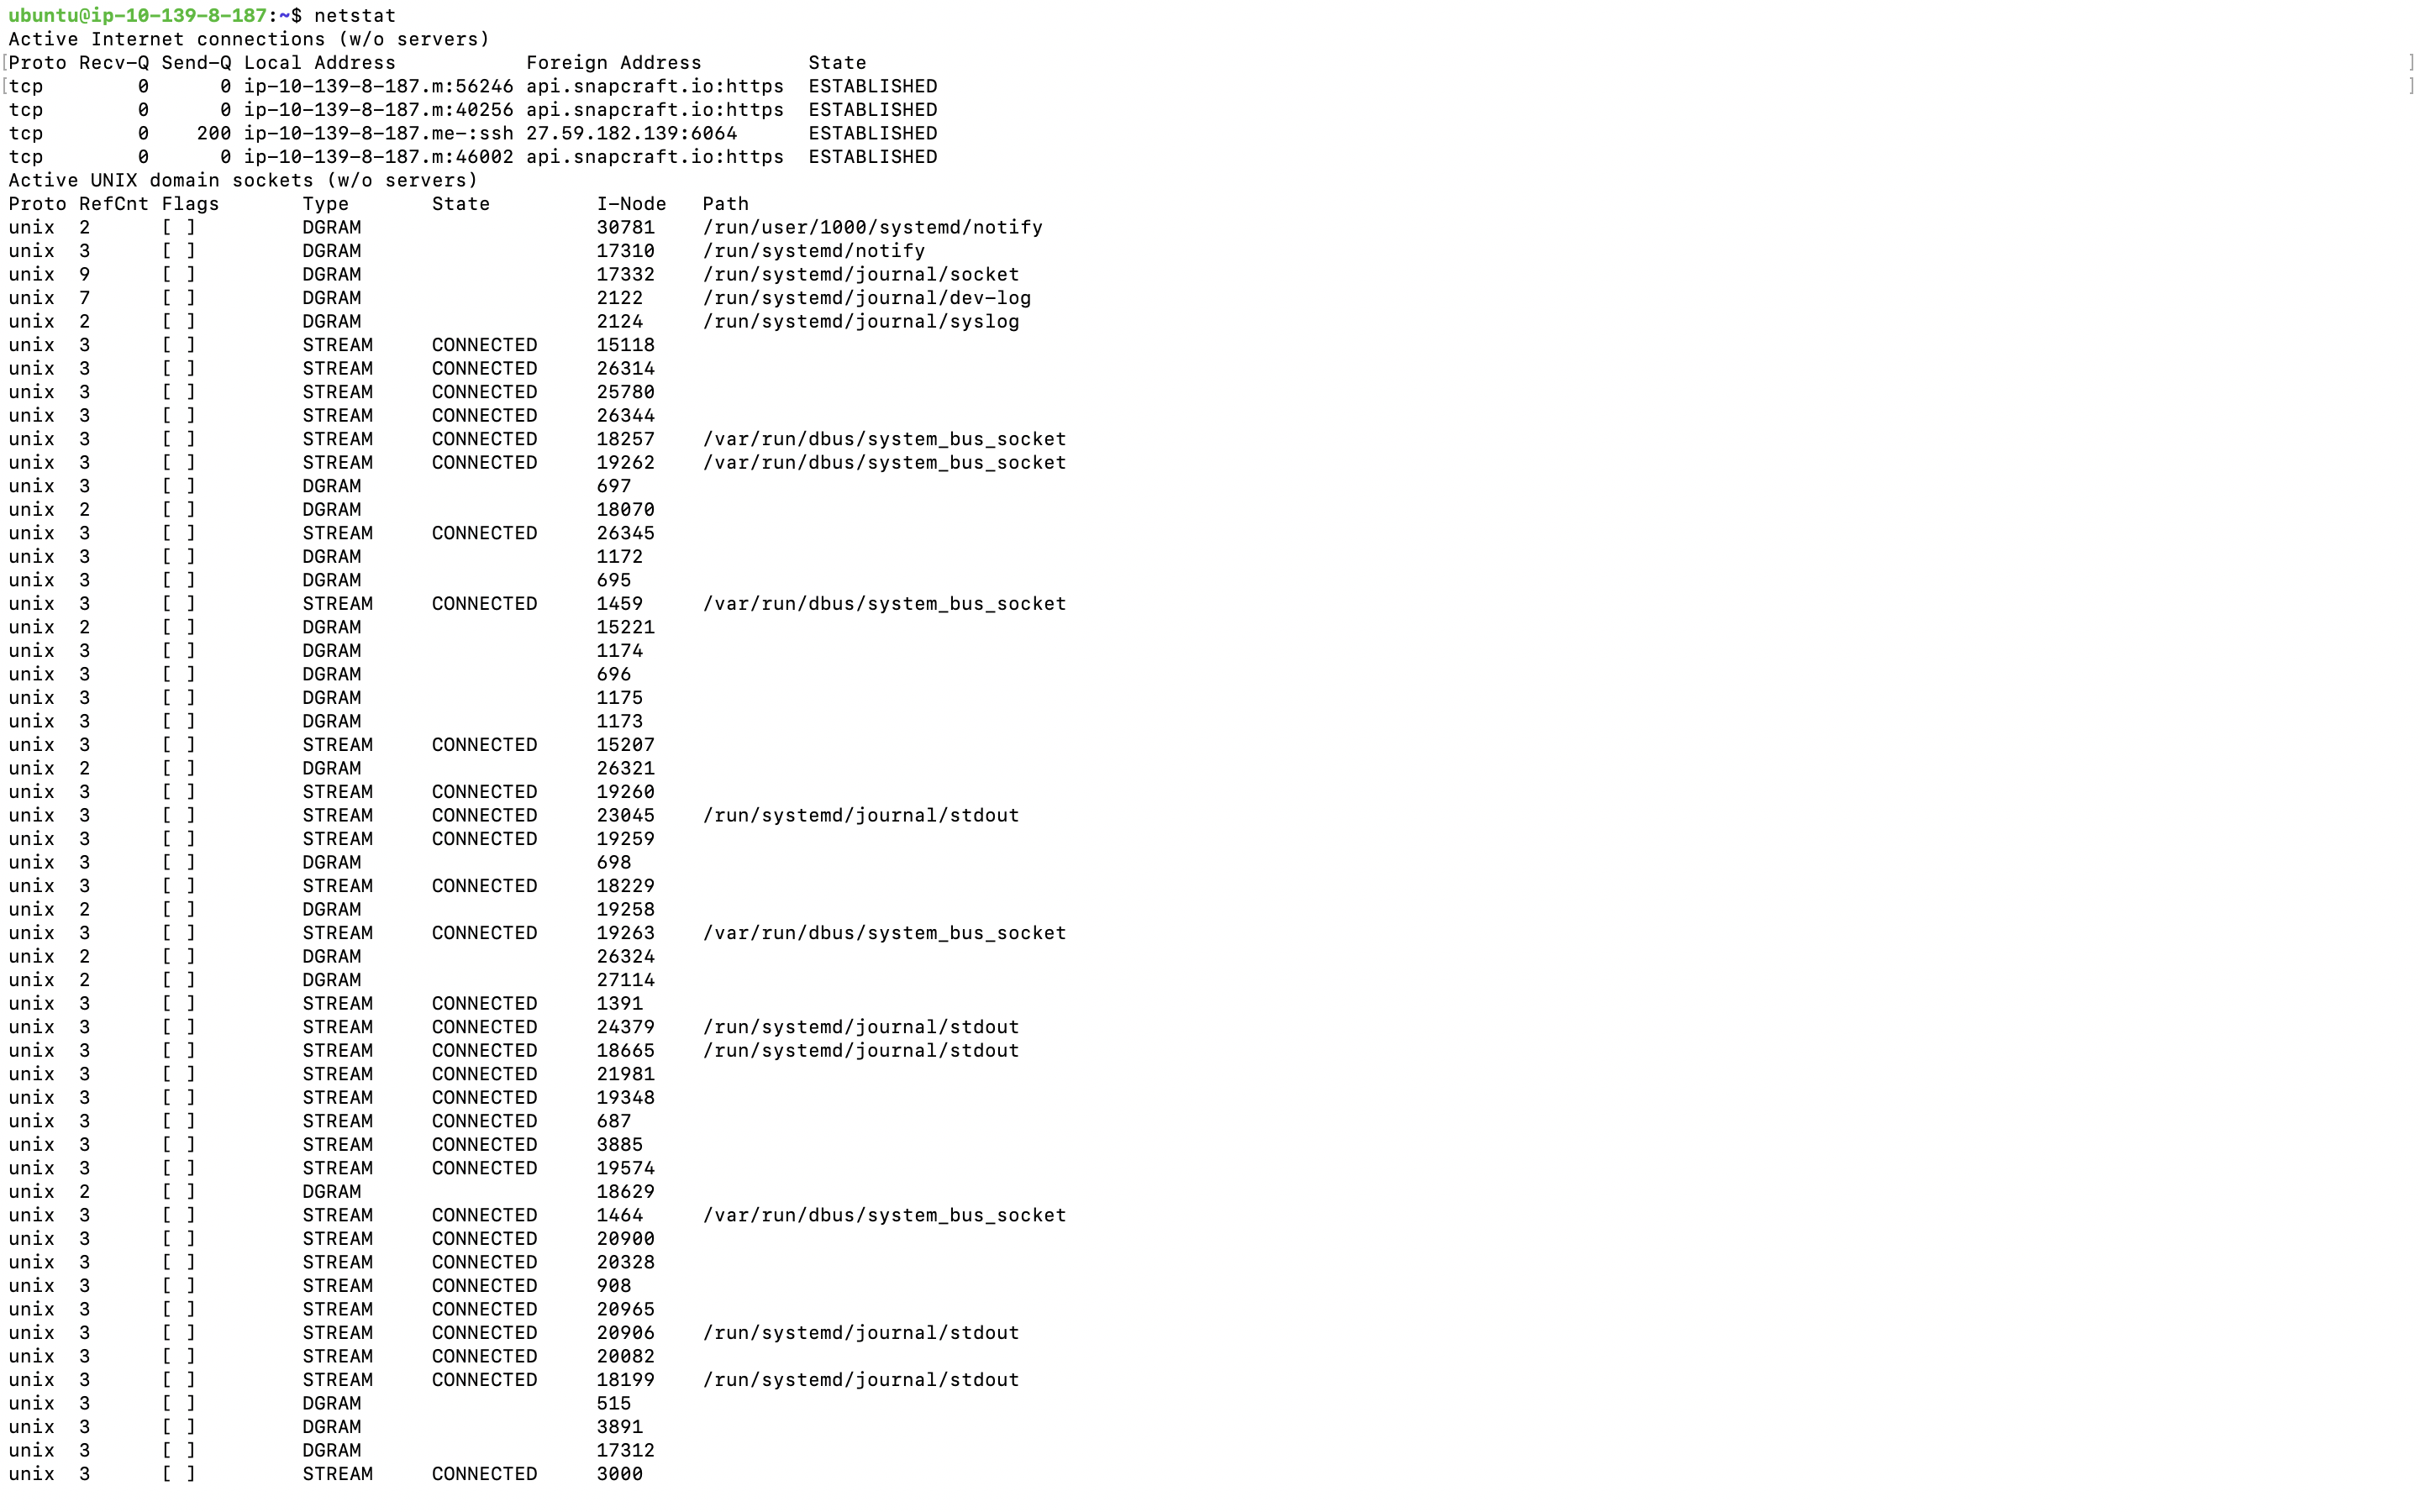 ubuntu@ip-10-139-8-187:~$ netstat
Active Internet connections (w/o servers)
[Proto Recv-Q Send-Q Local Address           Foreign Address         State      ]
[tcp        0      0 ip-10-139-8-187.m:56246 api.snapcraft.io:https  ESTABLISHED ]
tcp        0      0 ip-10-139-8-187.m:40256 api.snapcraft.io:https  ESTABLISHED
tcp        0    200 ip-10-139-8-187.me-:ssh 27.59.182.139:6064      ESTABLISHED
tcp        0      0 ip-10-139-8-187.m:46002 api.snapcraft.io:https  ESTABLISHED
Active UNIX domain sockets (w/o servers)
Proto RefCnt Flags       Type       State         I-Node   Path
unix  2      [ ]         DGRAM                    30781    /run/user/1000/systemd/notify
unix  3      [ ]         DGRAM                    17310    /run/systemd/notify
unix  9      [ ]         DGRAM                    17332    /run/systemd/journal/socket
unix  7      [ ]         DGRAM                    2122     /run/systemd/journal/dev-log
unix  2      [ ]         DGRAM                    2124     /run/systemd/journal/syslog
unix  3      [ ]         STREAM     CONNECTED     15118
unix  3      [ ]         STREAM     CONNECTED     26314
unix  3      [ ]         STREAM     CONNECTED     25780
unix  3      [ ]         STREAM     CONNECTED     26344
unix  3      [ ]         STREAM     CONNECTED     18257    /var/run/dbus/system_bus_socket
unix  3      [ ]         STREAM     CONNECTED     19262    /var/run/dbus/system_bus_socket
unix  3      [ ]         DGRAM                    697
unix  2      [ ]         DGRAM                    18070
unix  3      [ ]         STREAM     CONNECTED     26345
unix  3      [ ]         DGRAM                    1172
unix  3      [ ]         DGRAM                    695
unix  3      [ ]         STREAM     CONNECTED     1459     /var/run/dbus/system_bus_socket
unix  2      [ ]         DGRAM                    15221
unix  3      [ ]         DGRAM                    1174
unix  3      [ ]         DGRAM                    696
unix  3      [ ]         DGRAM                    1175
unix  3      [ ]         DGRAM                    1173
unix  3      [ ]         STREAM     CONNECTED     15207
unix  2      [ ]         DGRAM                    26321
unix  3      [ ]         STREAM     CONNECTED     19260
unix  3      [ ]         STREAM     CONNECTED     23045    /run/systemd/journal/stdout
unix  3      [ ]         STREAM     CONNECTED     19259
unix  3      [ ]         DGRAM                    698
unix  3      [ ]         STREAM     CONNECTED     18229
unix  2      [ ]         DGRAM                    19258
unix  3      [ ]         STREAM     CONNECTED     19263    /var/run/dbus/system_bus_socket
unix  2      [ ]         DGRAM                    26324
unix  2      [ ]         DGRAM                    27114
unix  3      [ ]         STREAM     CONNECTED     1391
unix  3      [ ]         STREAM     CONNECTED     24379    /run/systemd/journal/stdout
unix  3      [ ]         STREAM     CONNECTED     18665    /run/systemd/journal/stdout
unix  3      [ ]         STREAM     CONNECTED     21981
unix  3      [ ]         STREAM     CONNECTED     19348
unix  3      [ ]         STREAM     CONNECTED     687
unix  3      [ ]         STREAM     CONNECTED     3885
unix  3      [ ]         STREAM     CONNECTED     19574
unix  2      [ ]         DGRAM                    18629
unix  3      [ ]         STREAM     CONNECTED     1464     /var/run/dbus/system_bus_socket
unix  3      [ ]         STREAM     CONNECTED     20900
unix  3      [ ]         STREAM     CONNECTED     20328
unix  3      [ ]         STREAM     CONNECTED     908
unix  3      [ ]         STREAM     CONNECTED     20965
unix  3      [ ]         STREAM     CONNECTED     20906    /run/systemd/journal/stdout
unix  3      [ ]         STREAM     CONNECTED     20082
unix  3      [ ]         STREAM     CONNECTED     18199    /run/systemd/journal/stdout
unix  3      [ ]         DGRAM                    515
unix  3      [ ]         DGRAM                    3891
unix  3      [ ]         DGRAM                    17312
unix  3      [ ]         STREAM     CONNECTED     3000